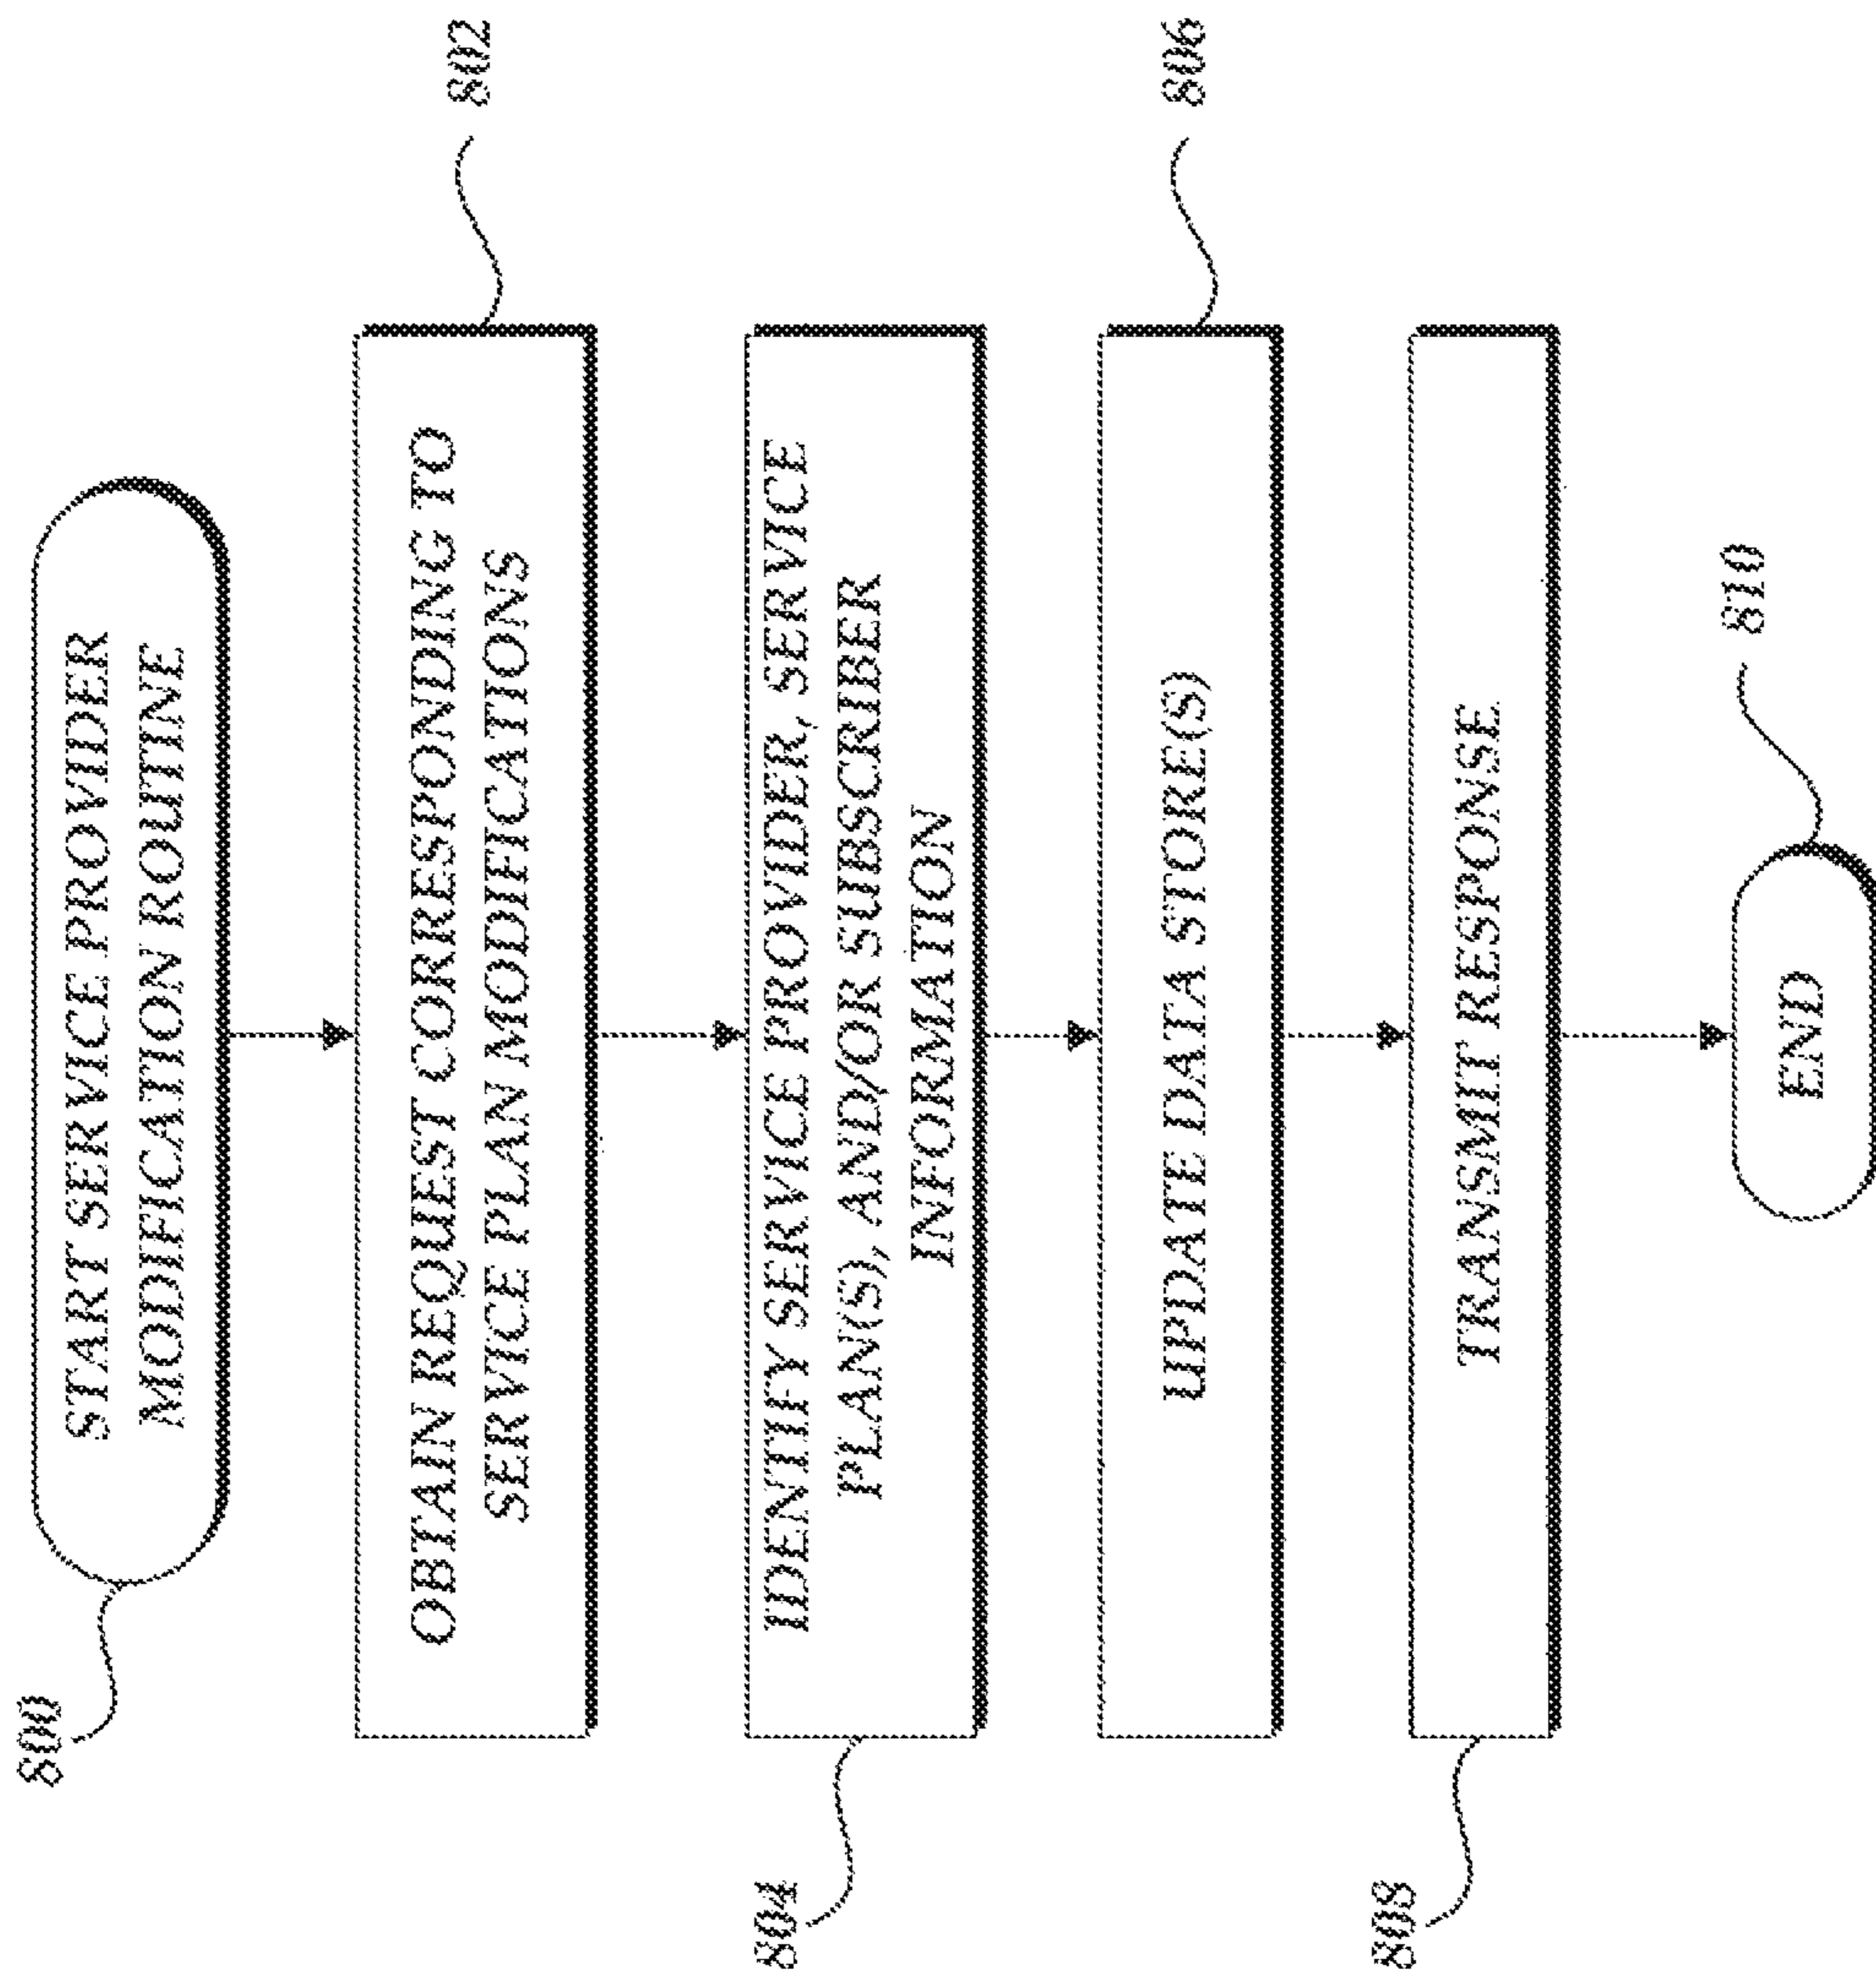 800
START SERVICE PROVIDER
MODIFICATION ROUTINE
802
OBTAIN REQUEST CORRESPONDING TO
SERVICE PLAN MODIFICATIONS
804
IDENTIFY SERVICE PROVIDER, SERVICE
PLAN(S), AND/OR SUBSCRIBER
INFORMATION
806
UPDATE DATA STORE(S)
808
TRANSMIT RESPONSE
810
END